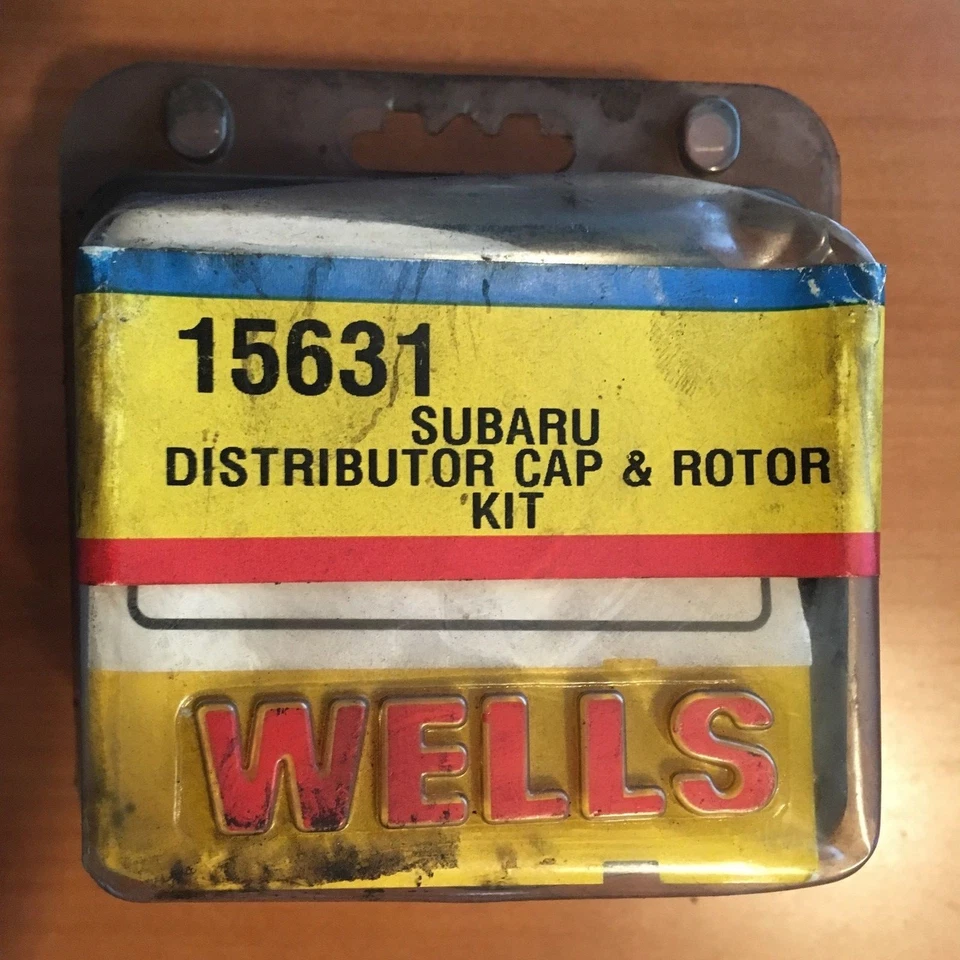 15631
SUBARU
DISTRIBUTOR CAP & ROTOR
KIT
WELLS